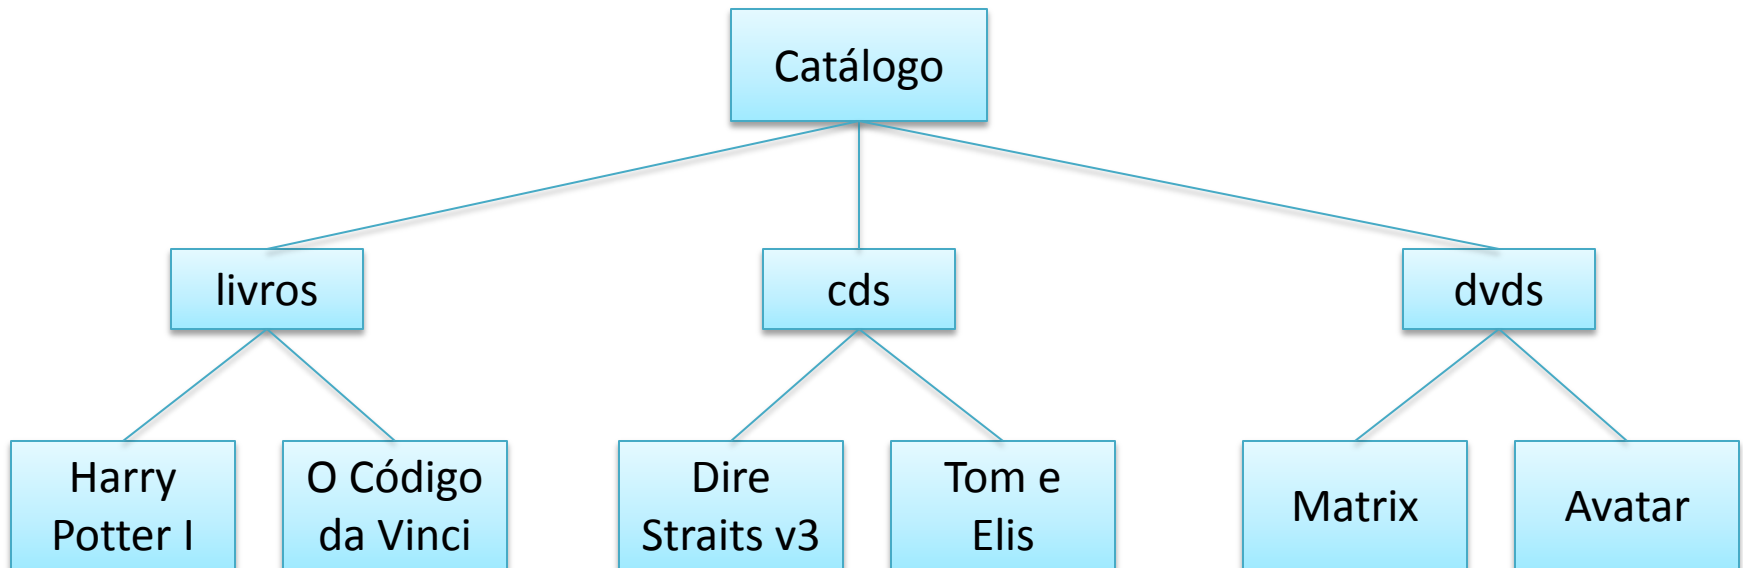 Catálogo
livros
cds
dvds
Harry
Potter I
O Código
da Vinci
Dire
Straits v3
Tom e
Elis
Matrix
Avatar